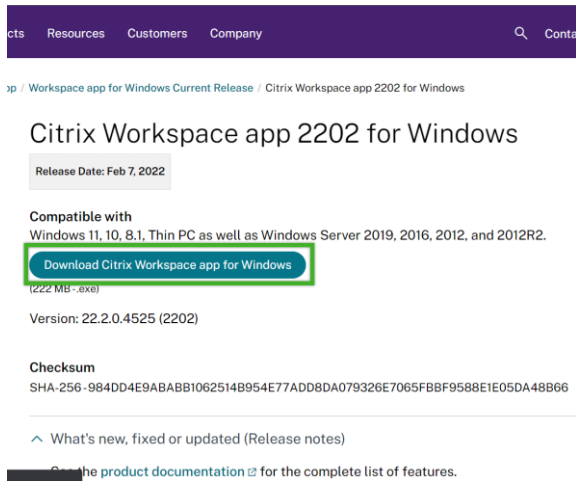 cts Resources Customers Company Conta
pp / Workspace app for Windows Current Release / Citrix Workspace app 2202 for Windows
Citrix Workspace app 2202 for Windows
Release Date: Feb 7, 2022
Compatible with
Windows 11, 10, 8.1, Thin PC as well as Windows Server 2019, 2016, 2012, and 2012R2.
Download Citrix Workspace app for Windows
(222 MB-.exe)
Version: 22.2.0.4525 (2202)
Checksum
SHA-256-984DD4E9ABABB1062514B954E77ADD8DA079326E7065FBBF9588E1E05DA48B66
What's new, fixed or updated (Release notes)
the product documentation for the complete list of features.